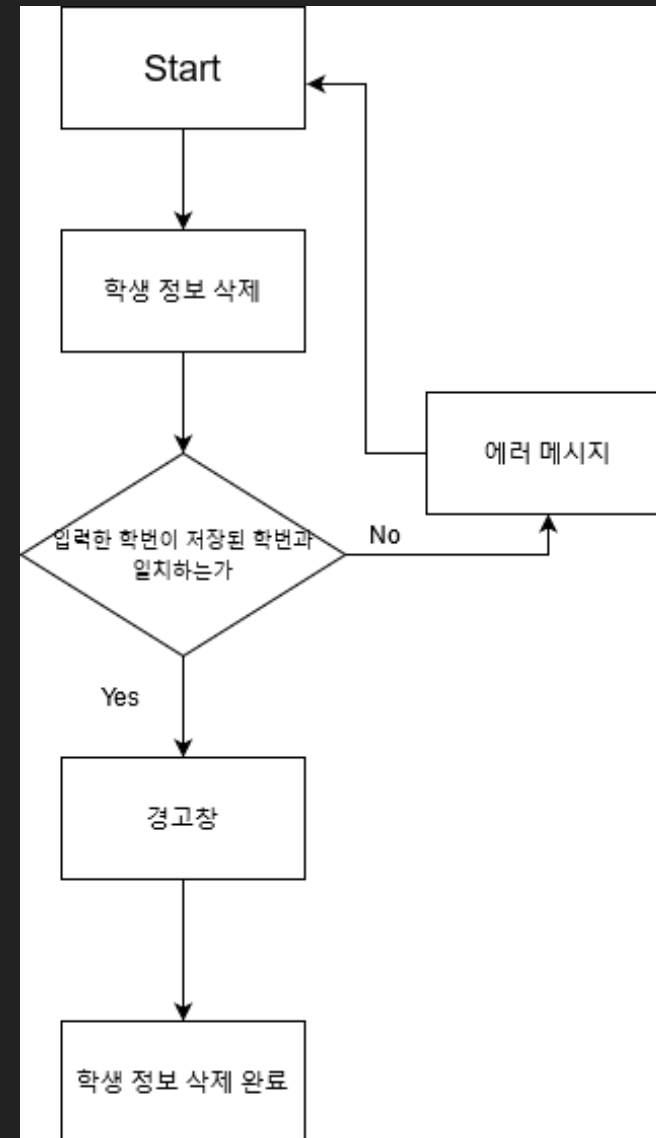 Start
학생 정보 삭제
에러 메시지
입력한 학번이 저장된 학번과
일치하는가
No
Yes
경고창
학생 정보 삭제 완료